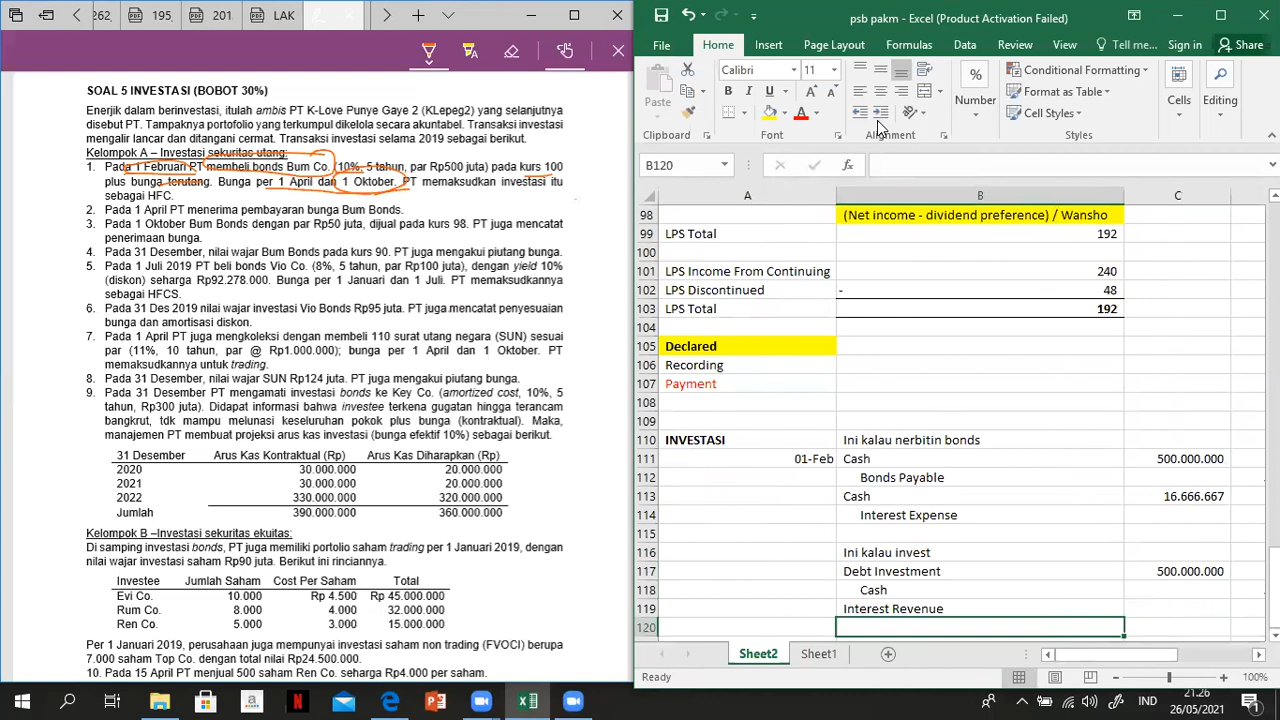 262,
195,
201.
LAK
psb pakm - Excel (Product Activation Failed)
File Home Insert Page Layout Formulas Data Review View Tell me... Sign in Share
Paste
Clipboard
Calibri 11
B I U A A
Font
Alignment
%
Number
Conditional Formatting
Format as Table
Cell Styles
Styles
Cells
Editing
B120
fx
A B C
98 (Net income - dividend preference) / Wansho
99 LPS Total 192
100
101 LPS Income From Continuing 240
102 LPS Discontinued - 48
103 LPS Total 192
104
105 Declared
106 Recording
107 Payment
108
109
110 INVESTASI Ini kalau nerbitin bonds
111 01-Feb Cash 500.000.000
112 Bonds Payable
113 Cash 16.666.667
114 Interest Expense
115
116 Ini kalau invest
117 Debt Investment 500.000.000
118 Cash
119 Interest Revenue
120
Sheet2 Sheet1
Ready
100%
SOAL 5 INVESTASI (BOBOT 30%)
Enerjik dalam berinvestasi, itulah ambis PT K-Love Punye Gaye 2 (KLepeg2) yang selanjutnya
disebut PT. Tampaknya portofolio yang terkumpul dikelola secara akuntabel. Transaksi investasi
mengalir lancar dan ditangani cermat. Transaksi investasi selama 2019 sebagai berikut.
Kelompok A – Investasi sekuritas utang:
1. Pada 1 Februari PT membeli bonds Bum Co. (10%, 5 tahun, par Rp500 juta) pada kurs 100
plus bunga terutang. Bunga per 1 April dan 1 Oktober. PT memaksudkan investasi itu
sebagai HFC.
2. Pada 1 April PT menerima pembayaran bunga Bum Bonds.
3. Pada 1 Oktober Bum Bonds dengan par Rp50 juta, dijual pada kurs 98. PT juga mencatat
penerimaan bunga.
4. Pada 31 Desember, nilai wajar Bum Bonds pada kurs 90. PT juga mengakui piutang bunga.
5. Pada 1 Juli 2019 PT beli bonds Vio Co. (8%, 5 tahun, par Rp100 juta), dengan yield 10%
(diskon) seharga Rp92.278.000. Bunga per 1 Januari dan 1 Juli. PT memaksudkannya
sebagai HFCS.
6. Pada 31 Des 2019 nilai wajar investasi Vio Bonds Rp95 juta. PT juga mencatat penyesuaian
bunga dan amortisasi diskon.
7. Pada 1 April PT juga mengkoleksi dengan membeli 110 surat utang negara (SUN) sesuai
par (11%, 10 tahun, par @ Rp1.000.000); bunga per 1 April dan 1 Oktober. PT
memaksudkannya untuk trading.
8. Pada 31 Desember, nilai wajar SUN Rp124 juta. PT juga mengakui piutang bunga.
9. Pada 31 Desember PT mengamati investasi bonds ke Key Co. (amortized cost, 10%, 5
tahun, Rp300 juta). Didapat informasi bahwa investee terkena gugatan hingga terancam
bangkrut, tdk mampu melunasi keseluruhan pokok plus bunga (kontraktual). Maka,
manajemen PT membuat projeksi arus kas investasi (bunga efektif 10%) sebagai berikut.
31 Desember Arus Kas Kontraktual (Rp) Arus Kas Diharapkan (Rp)
2020 30.000.000 20.000.000
2021 30.000.000 20.000.000
2022 330.000.000 320.000.000
Jumlah 390.000.000 360.000.000
Kelompok B –Investasi sekuritas ekuitas:
Di samping investasi bonds, PT juga memiliki portolio saham trading per 1 Januari 2019, dengan
nilai wajar investasi saham Rp90 juta. Berikut ini rinciannya.
Investee Jumlah Saham Cost Per Saham Total
Evi Co. 10.000 Rp 4.500 Rp 45.000.000
Rum Co. 8.000 4.000 32.000.000
Ren Co. 5.000 3.000 15.000.000
Per 1 Januari 2019, perusahaan juga mempunyai investasi saham non trading (FVOCI) berupa
7.000 saham Top Co. dengan total nilai Rp24.500.000.
10. Pada 15 April PT menjual 500 saham Ren Co. seharga Rp4.000 per saham.
IND
21.26
26/05/2021